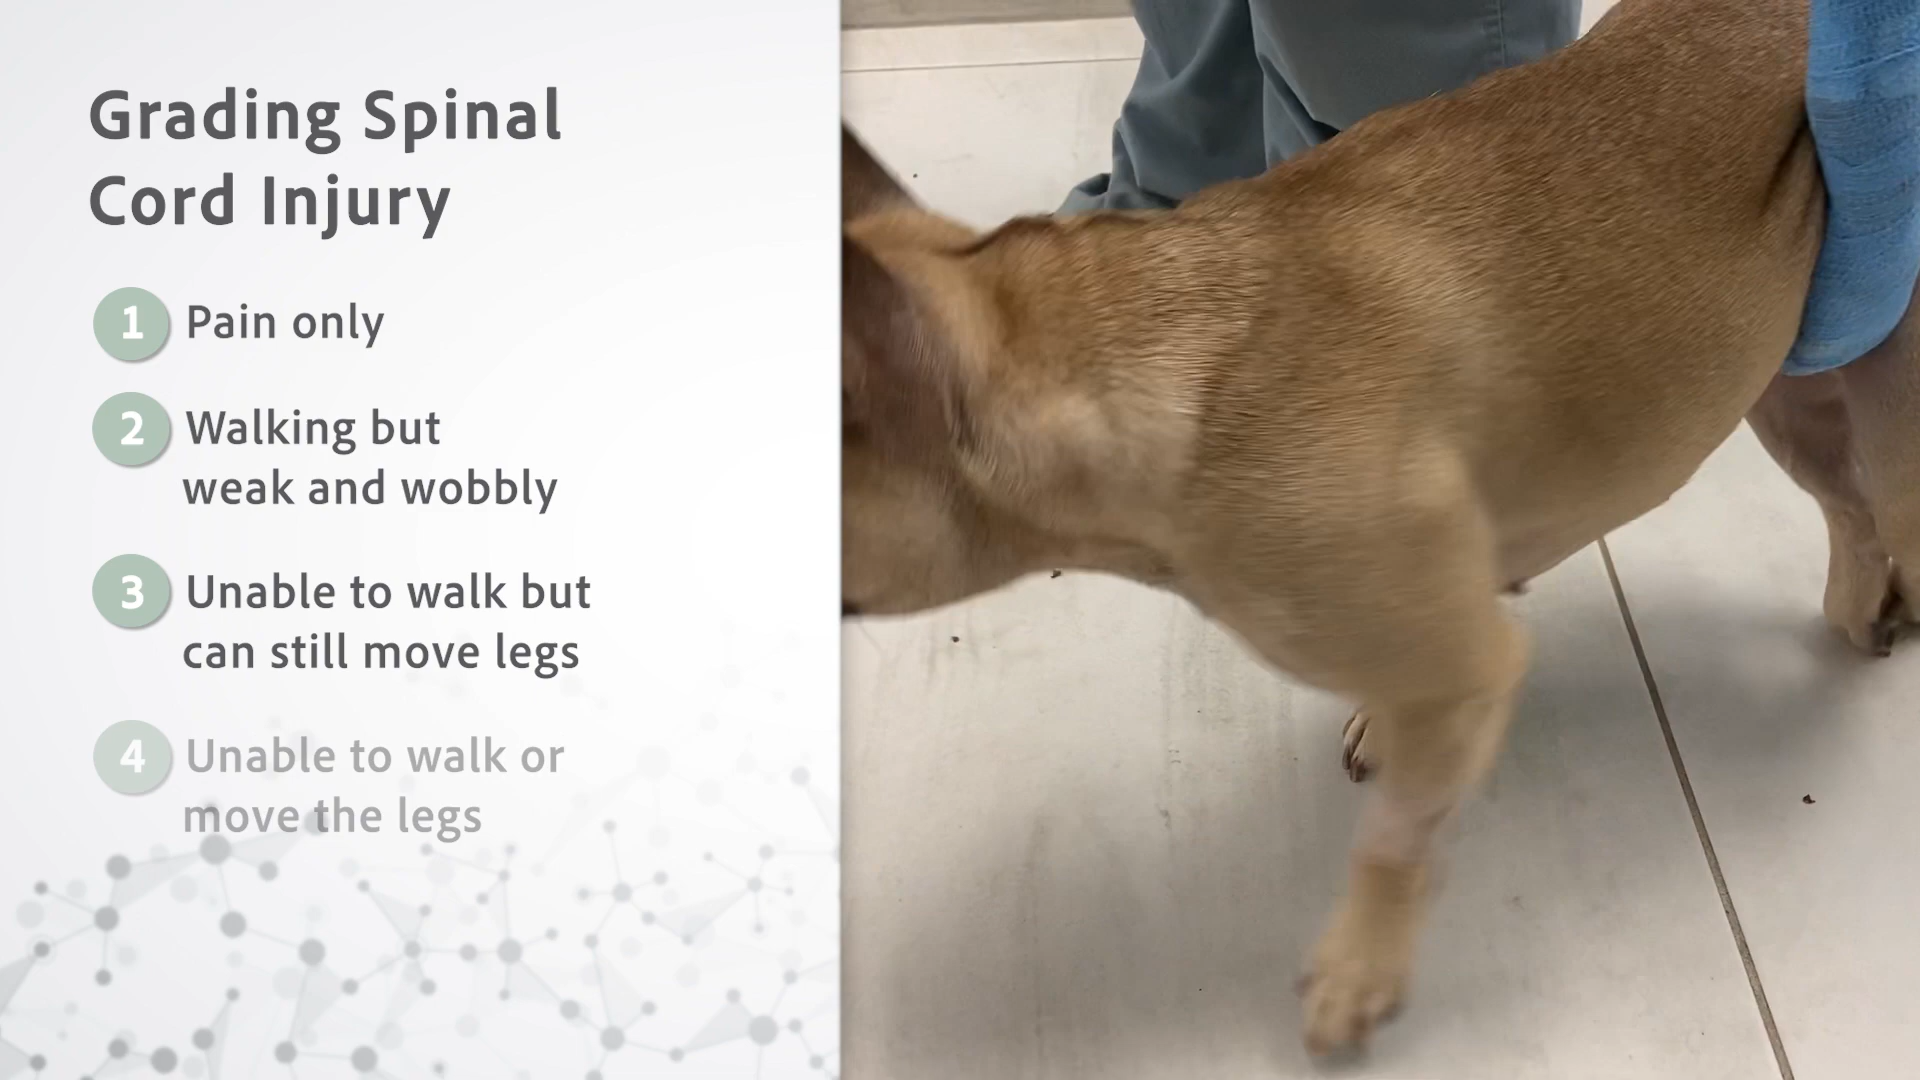 Grading Spinal
Cord Injury
1 Pain only
2 Walking but
weak and wobbly
3 Unable to walk but
can still move legs
4 Unable to walk or
move the legs